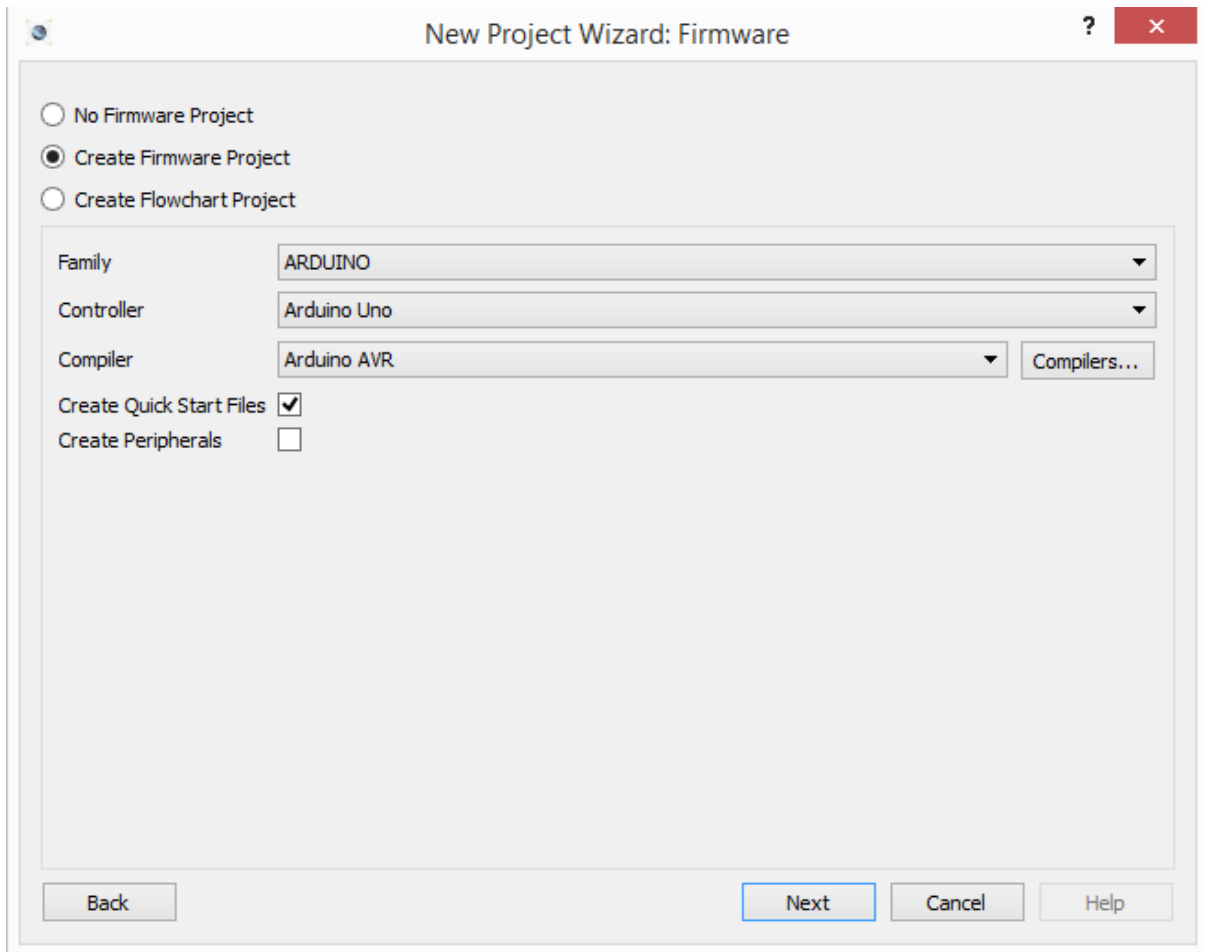 New Project Wizard: Firmware
?
No Firmware Project
Create Firmware Project
Create Flowchart Project
Family ARDUINO
Controller Arduino Uno
Compiler Arduino AVR Compilers...
Create Quick Start Files
Create Peripherals
Back Next Cancel Help